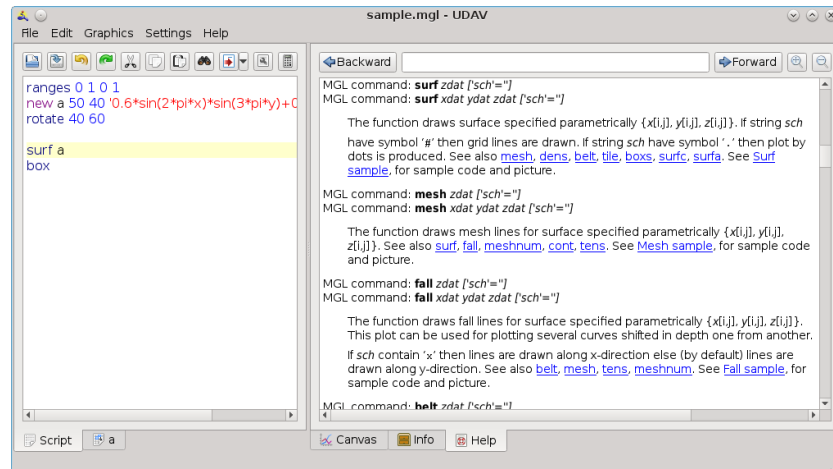 sample.mgl - UDAV
File Edit Graphics Settings Help
ranges 0 1 0 1
new a 50 40 '0.6*sin(2*pi*x)*sin(3*pi*y)+0
rotate 40 60
surf a
box
Script a
Backward Forward
MGL command: surf zdat ['sch'='']
MGL command: surf xdat ydat zdat ['sch'='']
The function draws surface specified parametrically {x[i,j], y[i,j], z[i,j]}. If string sch
have symbol '#' then grid lines are drawn. If string sch have symbol '.' then plot by
dots is produced. See also mesh, dens, belt, tile, boxs, surfc, surfa. See Surf
sample, for sample code and picture.
MGL command: mesh zdat ['sch'='']
MGL command: mesh xdat ydat zdat ['sch'='']
The function draws mesh lines for surface specified parametrically {x[i,j], y[i,j],
z[i,j]}. See also surf, fall, meshnum, cont, tens. See Mesh sample, for sample code
and picture.
MGL command: fall zdat ['sch'='']
MGL command: fall xdat ydat zdat ['sch'='']
The function draws fall lines for surface specified parametrically {x[i,j], y[i,j], z[i,j]}.
This plot can be used for plotting several curves shifted in depth one from another.
If sch contain 'x' then lines are drawn along x-direction else (by default) lines are
drawn along y-direction. See also belt, mesh, tens, meshnum. See Fall sample, for
sample code and picture.
MGL command: belt zdat ['sch'='']
Canvas Info Help